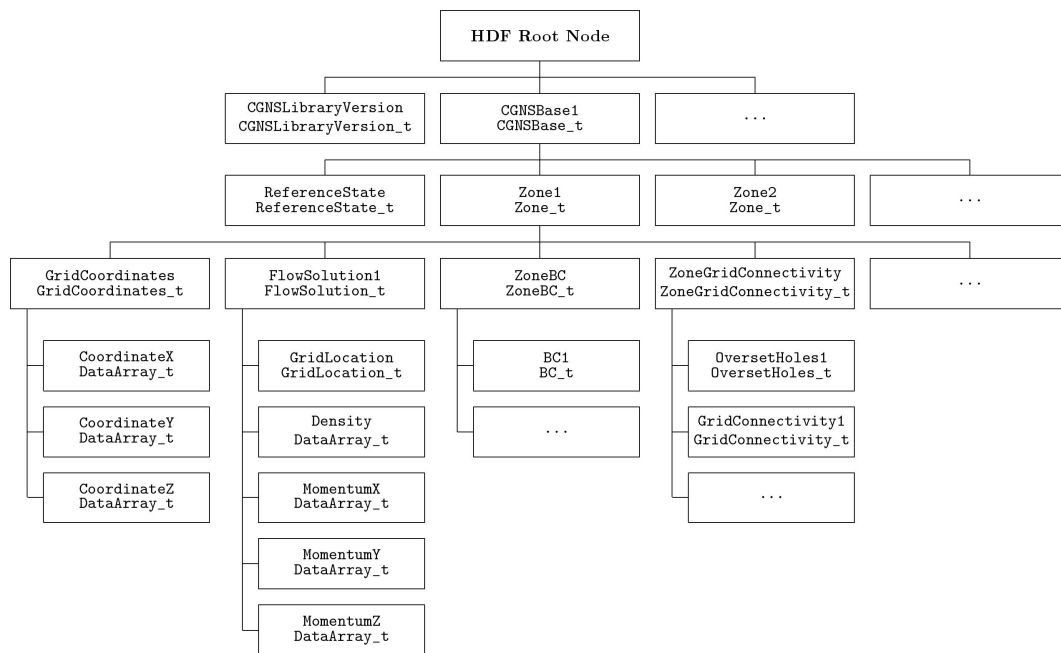 HDF Root Node
CGNSLibraryVersion
CGNSLibraryVersion_t
CGNSBase1
CGNSBase_t
...
ReferenceState
ReferenceState_t
Zone1
Zone_t
Zone2
Zone_t
...
GridCoordinates
GridCoordinates_t
FlowSolution1
FlowSolution_t
ZoneBC
ZoneBC_t
ZoneGridConnectivity
ZoneGridConnectivity_t
...
CoordinateX
DataArray_t
CoordinateY
DataArray_t
CoordinateZ
DataArray_t
GridLocation
GridLocation_t
Density
DataArray_t
MomentumX
DataArray_t
MomentumY
DataArray_t
MomentumZ
DataArray_t
BC1
BC_t
...
OversetHoles1
OversetHoles_t
GridConnectivity1
GridConnectivity_t
...